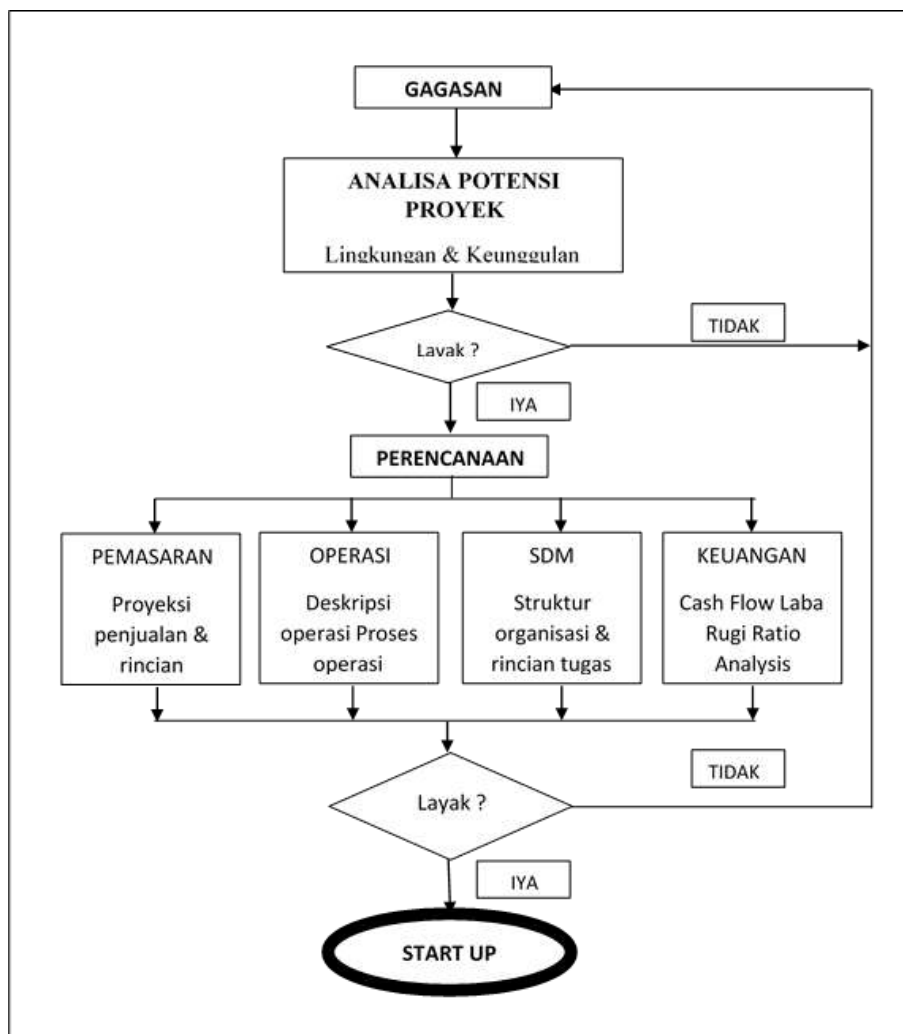 GAGASAN
ANALISA POTENSI
PROYEK
Lingkungan & Keunggulan
Layak ?
TIDAK
IYA
PERENCANAAN
PEMASARAN
Proyeksi
penjualan &
rincian
OPERASI
Deskripsi
operasi Proses
operasi
SDM
Struktur
organisasi &
rincian tugas
KEUANGAN
Cash Flow Laba
Rugi Ratio
Analysis
Layak ?
TIDAK
IYA
START UP